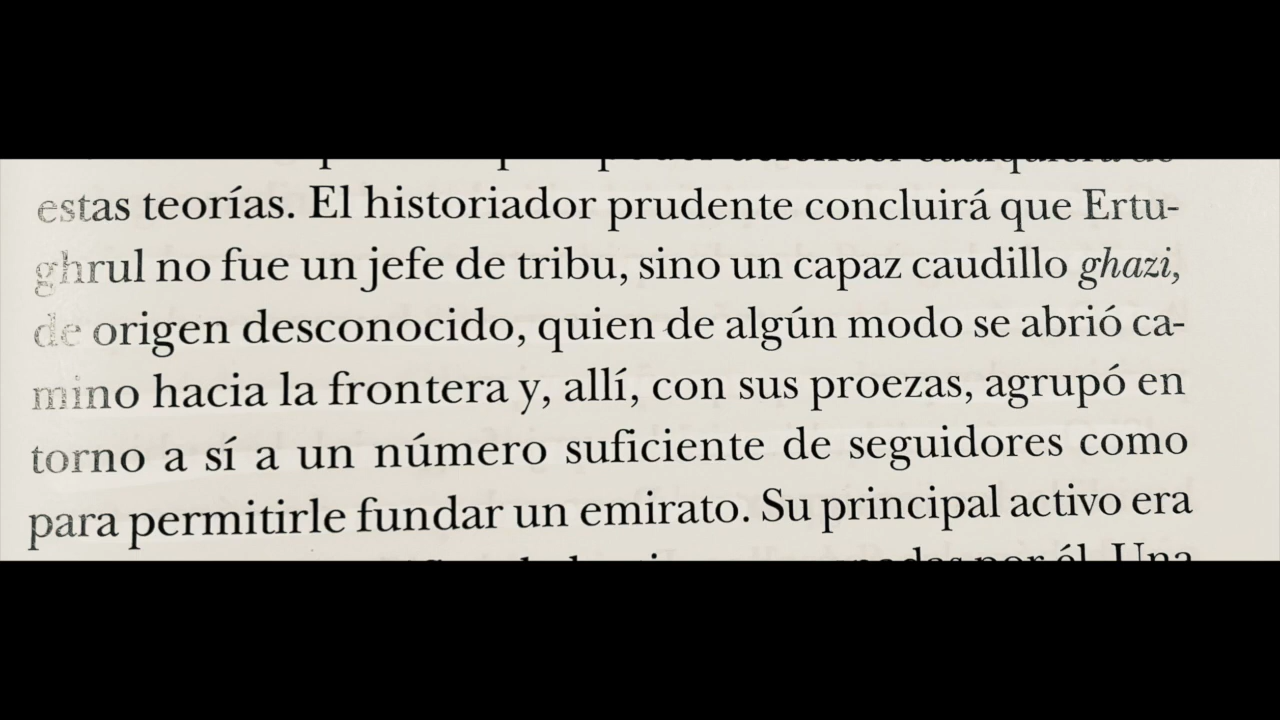 estas teorías. El historiador prudente concluirá que Ertu-
ghrul no fue un jefe de tribu, sino un capaz caudillo ghazi,
de origen desconocido, quien de algún modo se abrió ca-
mino hacia la frontera y, allí, con sus proezas, agrupó en
torno a sí a un número suficiente de seguidores como
para permitirle fundar un emirato. Su principal activo era
por él. Una